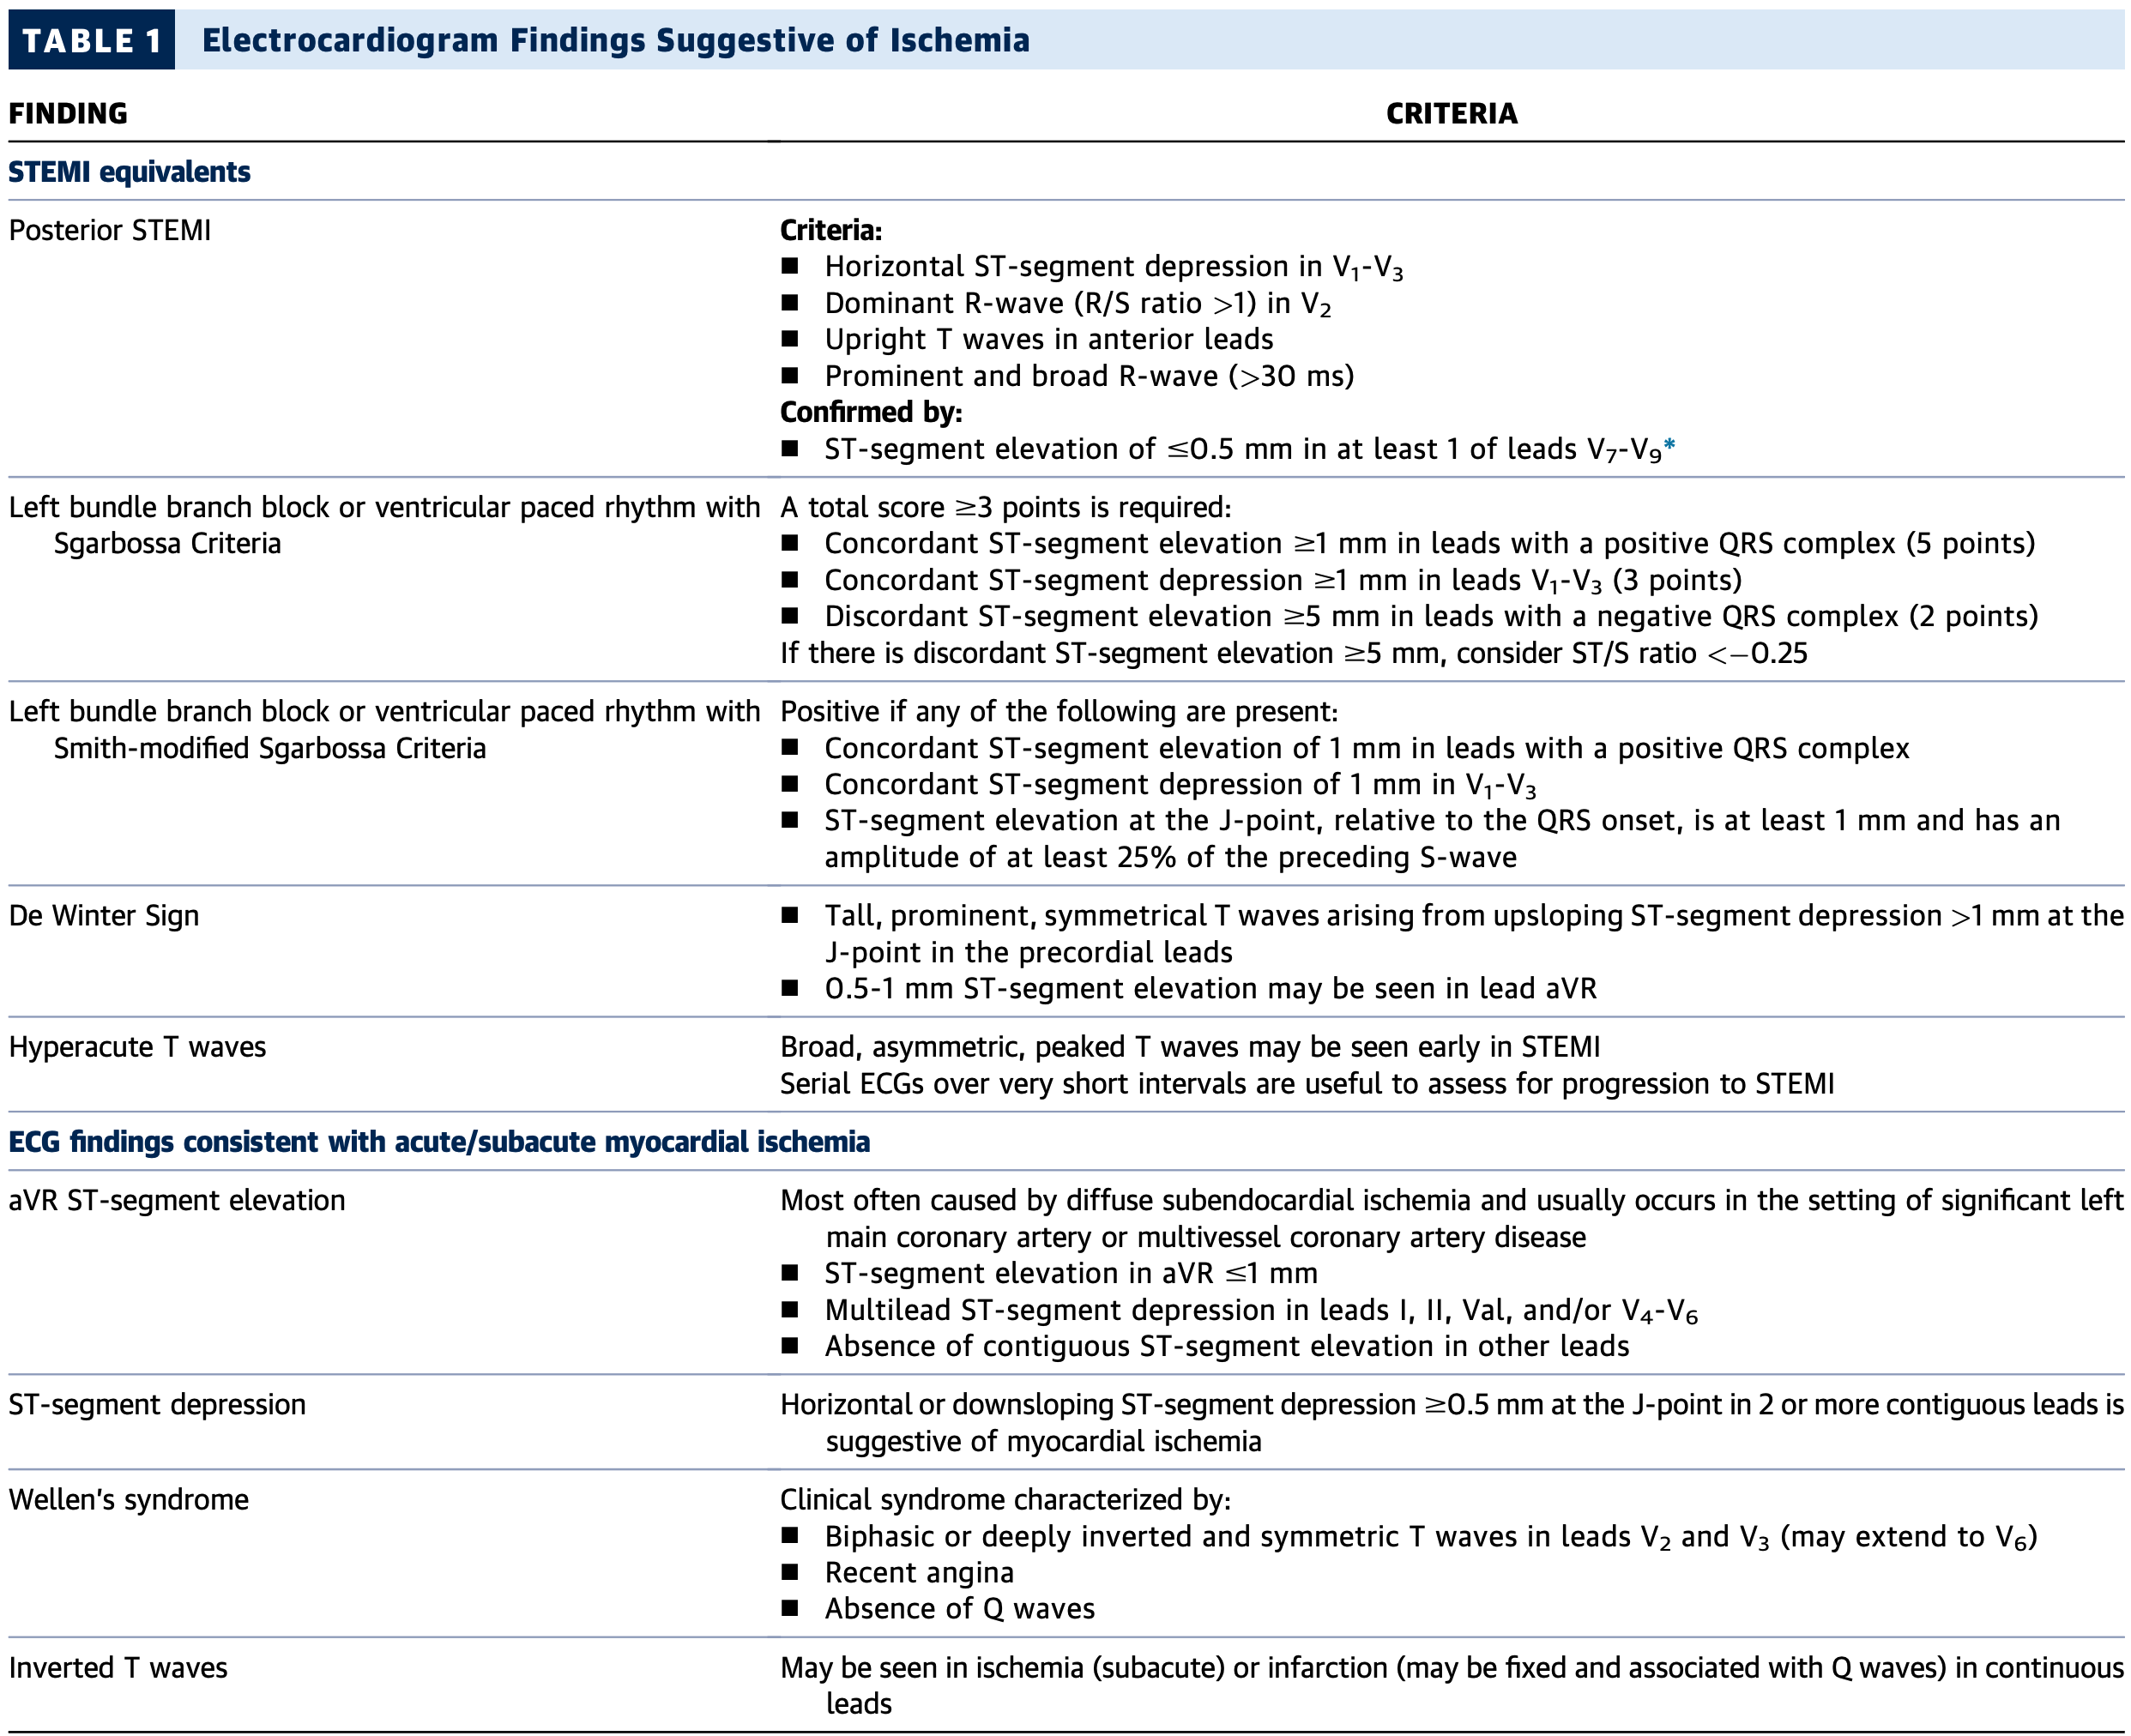 TABLE 1 Electrocardiogram Findings Suggestive of Ischemia
FINDING CRITERIA
STEMI equivalents
Posterior STEMI Criteria:
■ Horizontal ST-segment depression in V₁-V₃
■ Dominant R-wave (R/S ratio >1) in V₂
■ Upright T waves in anterior leads
■ Prominent and broad R-wave (>30 ms)
Confirmed by:
■ ST-segment elevation of ≤0.5 mm in at least 1 of leads V₇-V₉*
Left bundle branch block or ventricular paced rhythm with
Sgarbossa Criteria
A total score ≥3 points is required:
■ Concordant ST-segment elevation ≥1 mm in leads with a positive QRS complex (5 points)
■ Concordant ST-segment depression ≥1 mm in leads V₁-V₃ (3 points)
■ Discordant ST-segment elevation ≥5 mm in leads with a negative QRS complex (2 points)
If there is discordant ST-segment elevation ≥5 mm, consider ST/S ratio <−0.25
Left bundle branch block or ventricular paced rhythm with
Smith-modified Sgarbossa Criteria
Positive if any of the following are present:
■ Concordant ST-segment elevation of 1 mm in leads with a positive QRS complex
■ Concordant ST-segment depression of 1 mm in V₁-V₃
■ ST-segment elevation at the J-point, relative to the QRS onset, is at least 1 mm and has an
amplitude of at least 25% of the preceding S-wave
De Winter Sign
■ Tall, prominent, symmetrical T waves arising from upsloping ST-segment depression >1 mm at the
J-point in the precordial leads
■ 0.5-1 mm ST-segment elevation may be seen in lead aVR
Hyperacute T waves
Broad, asymmetric, peaked T waves may be seen early in STEMI
Serial ECGs over very short intervals are useful to assess for progression to STEMI
ECG findings consistent with acute/subacute myocardial ischemia
aVR ST-segment elevation
Most often caused by diffuse subendocardial ischemia and usually occurs in the setting of significant left
main coronary artery or multivessel coronary artery disease
■ ST-segment elevation in aVR ≤1 mm
■ Multilead ST-segment depression in leads I, II, Val, and/or V₄-V₆
■ Absence of contiguous ST-segment elevation in other leads
ST-segment depression
Horizontal or downsloping ST-segment depression ≥0.5 mm at the J-point in 2 or more contiguous leads is
suggestive of myocardial ischemia
Wellen's syndrome
Clinical syndrome characterized by:
■ Biphasic or deeply inverted and symmetric T waves in leads V₂ and V₃ (may extend to V₆)
■ Recent angina
■ Absence of Q waves
Inverted T waves
May be seen in ischemia (subacute) or infarction (may be fixed and associated with Q waves) in continuous
leads